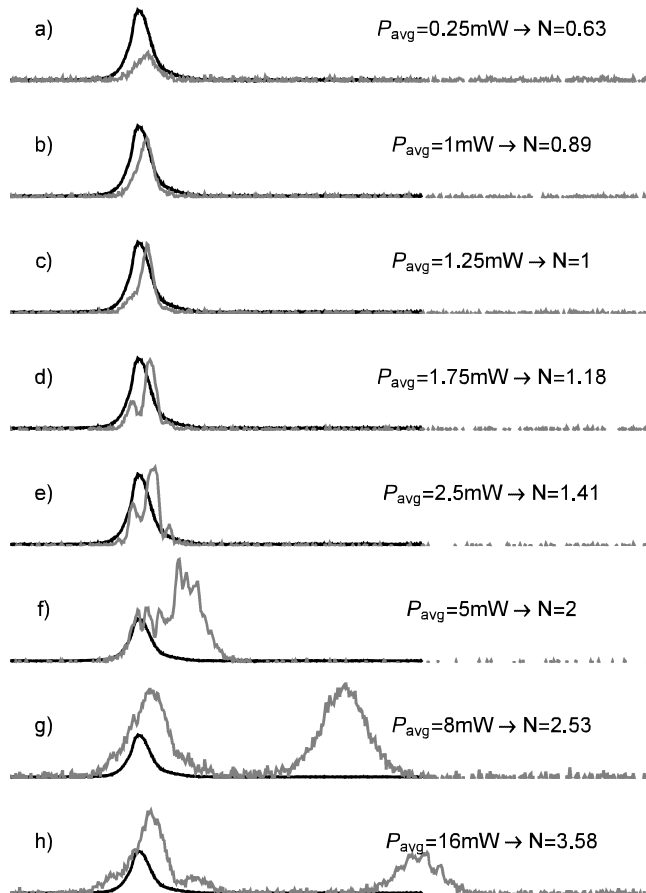 a) Pavg=0.25mW → N=0.63
b) Pavg=1mW → N=0.89
c) Pavg=1.25mW → N=1
d) Pavg=1.75mW → N=1.18
e) Pavg=2.5mW → N=1.41
f) Pavg=5mW → N=2
g) Pavg=8mW → N=2.53
h) Pavg=16mW → N=3.58